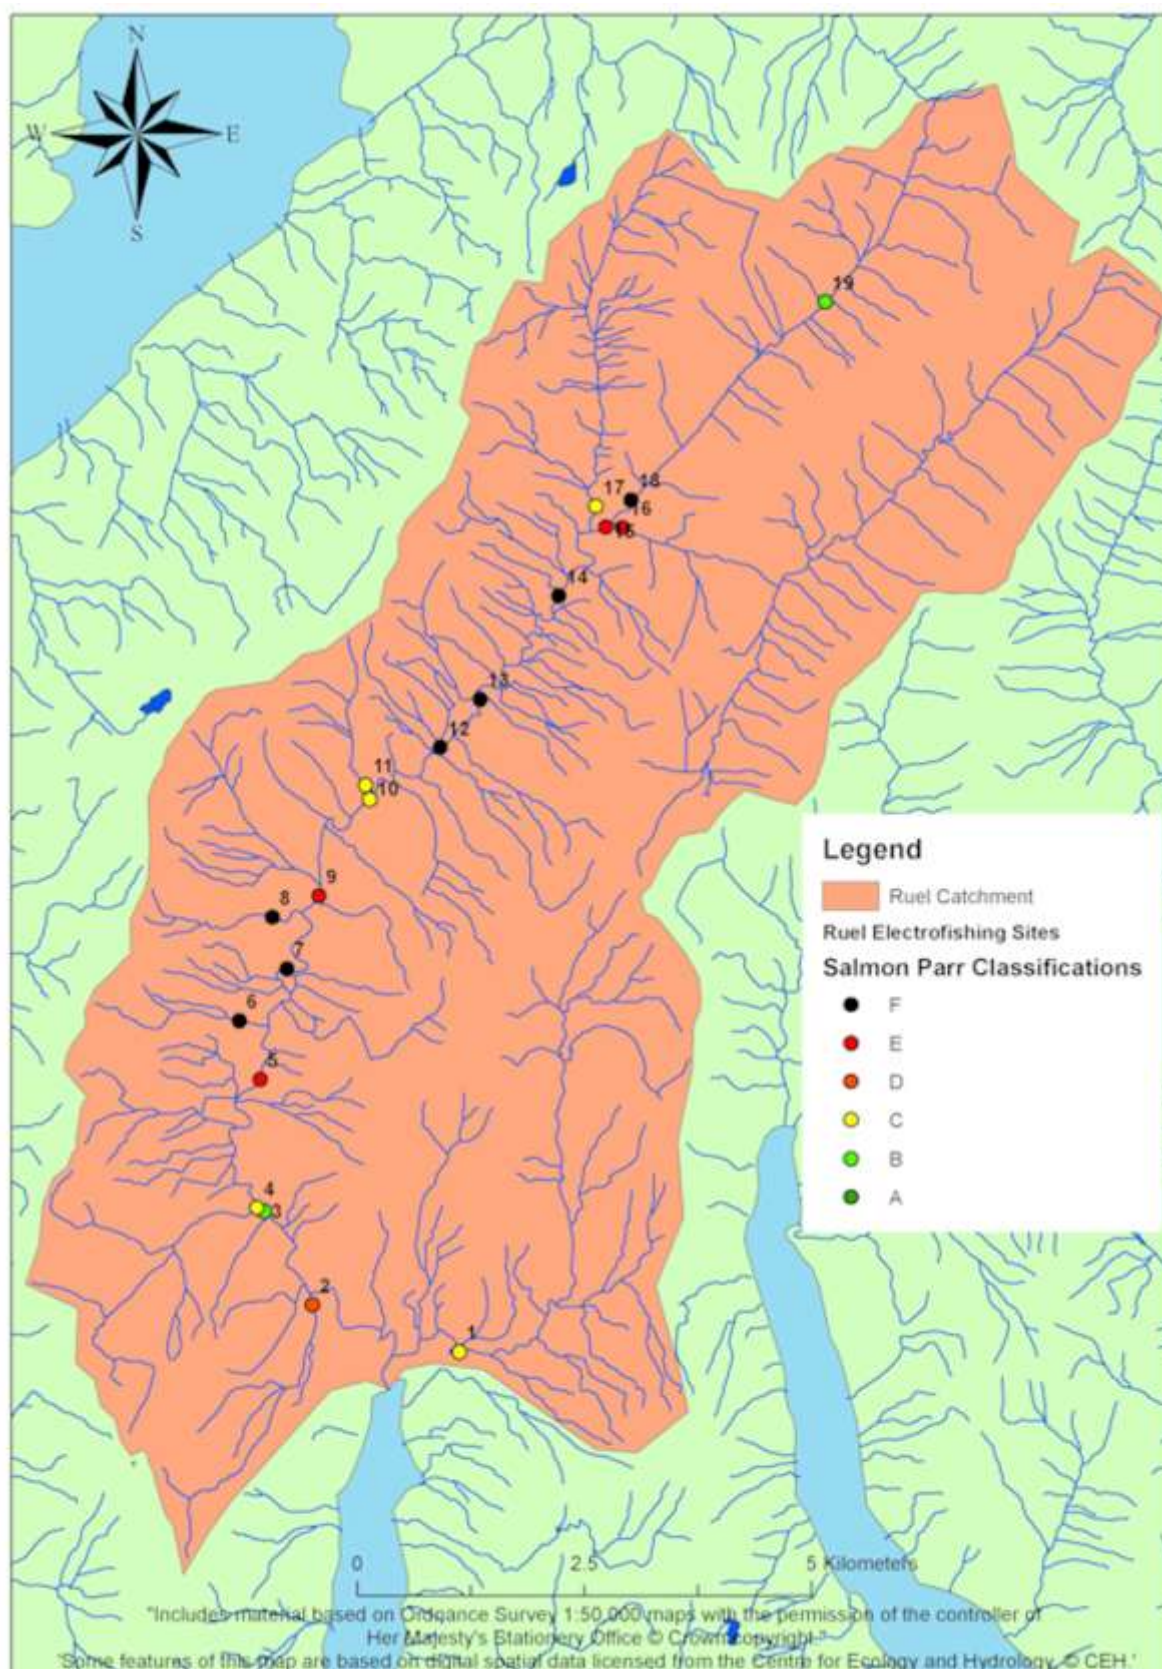 N
W E
S
19
18
17
16
15
14
13
12
11
10
9
8
7
6
5
4
3
2
1
Legend
Ruel Catchment
Ruel Electrofishing Sites
Salmon Parr Classifications
F
E
D
C
B
A
0 2.5 5 Kilometers
"Includes material based on Ordnance Survey 1:50,000 maps with the permission of the controller of
Her Majesty's Stationery Office © Crown copyright."
'Some features of this map are based on digital spatial data licensed from the Centre for Ecology and Hydrology, © CEH.'